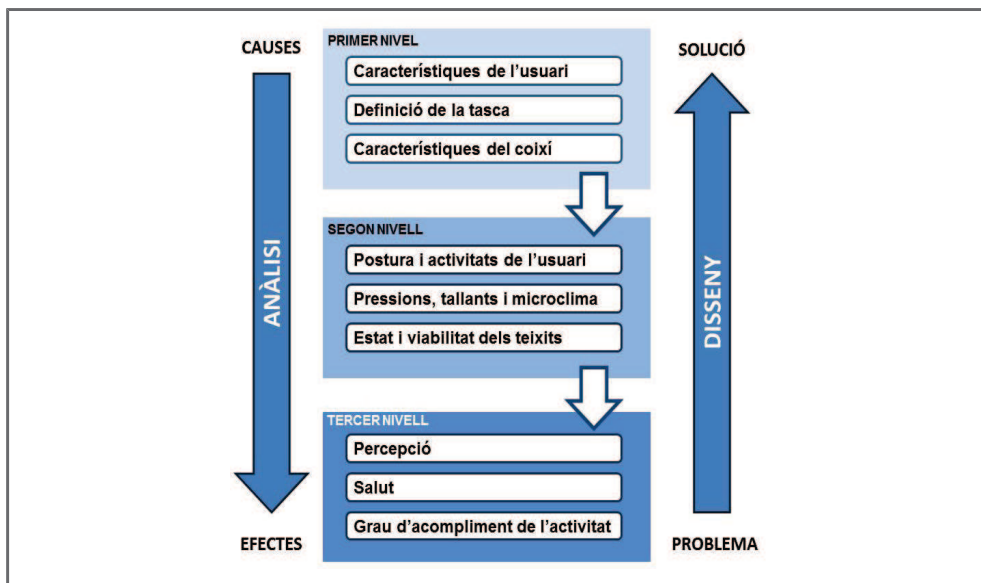 CAUSES
ANÀLISI
EFECTES
PRIMER NIVEL
Característiques de l'usuari
Definició de la tasca
Característiques del coixí
SEGON NIVELL
Postura i activitats de l'usuari
Pressions, tallants i microclima
Estat i viabilitat dels teixits
TERCER NIVELL
Percepció
Salut
Grau d'acompliment de l'activitat
SOLUCIÓ
DISSENY
PROBLEMA